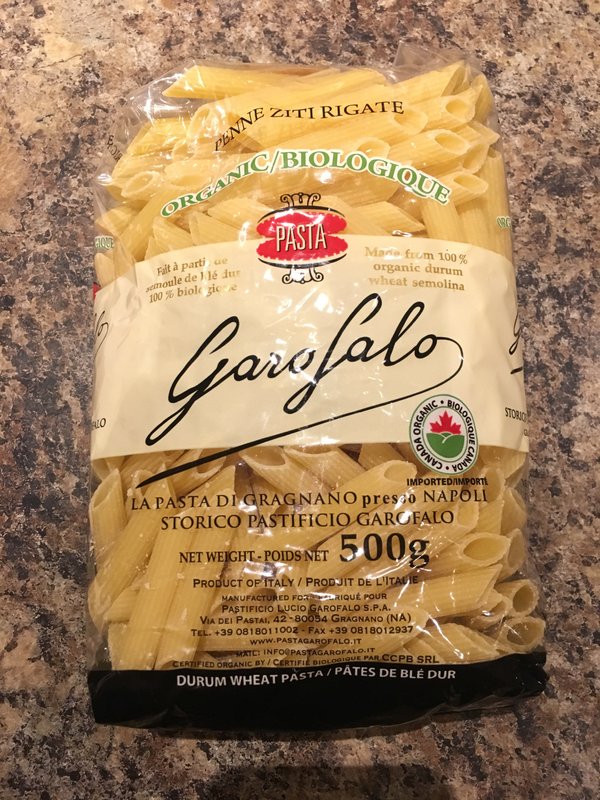 PENNE ZITI RIGATE
ORGANIC/BIOLOGIQUE
PASTA
Fait à partir de
semoule de blé dur
100 % biologique
Made from 100 %
organic durum
wheat semolina
Garofalo
CANADA ORGANIC • BIOLOGIQUE CANADA •
IMPORTED/IMPORTÉ
LA PASTA DI GRAGNANO presso NAPOLI
STORICO PASTIFICIO GAROFALO
NET WEIGHT - POIDS NET 500g
PRODUCT OF ITALY / PRODUIT DE L'ITALIE
MANUFACTURED FOR / FABRIQUÉ POUR
PASTIFICIO LUCIO GAROFALO S.P.A.
VIA DEI PASTAI, 42 - 80054 GRAGNANO (NA)
TEL. +39 0818011002 - FAX +39 0818012937
WWW.PASTAGAROFALO.IT
MAIL: INFO@PASTAGAROFALO.IT
CERTIFIED ORGANIC BY / CERTIFIÉ BIOLOGIQUE PAR CCPB SRL
DURUM WHEAT PASTA / PÂTES DE BLÉ DUR